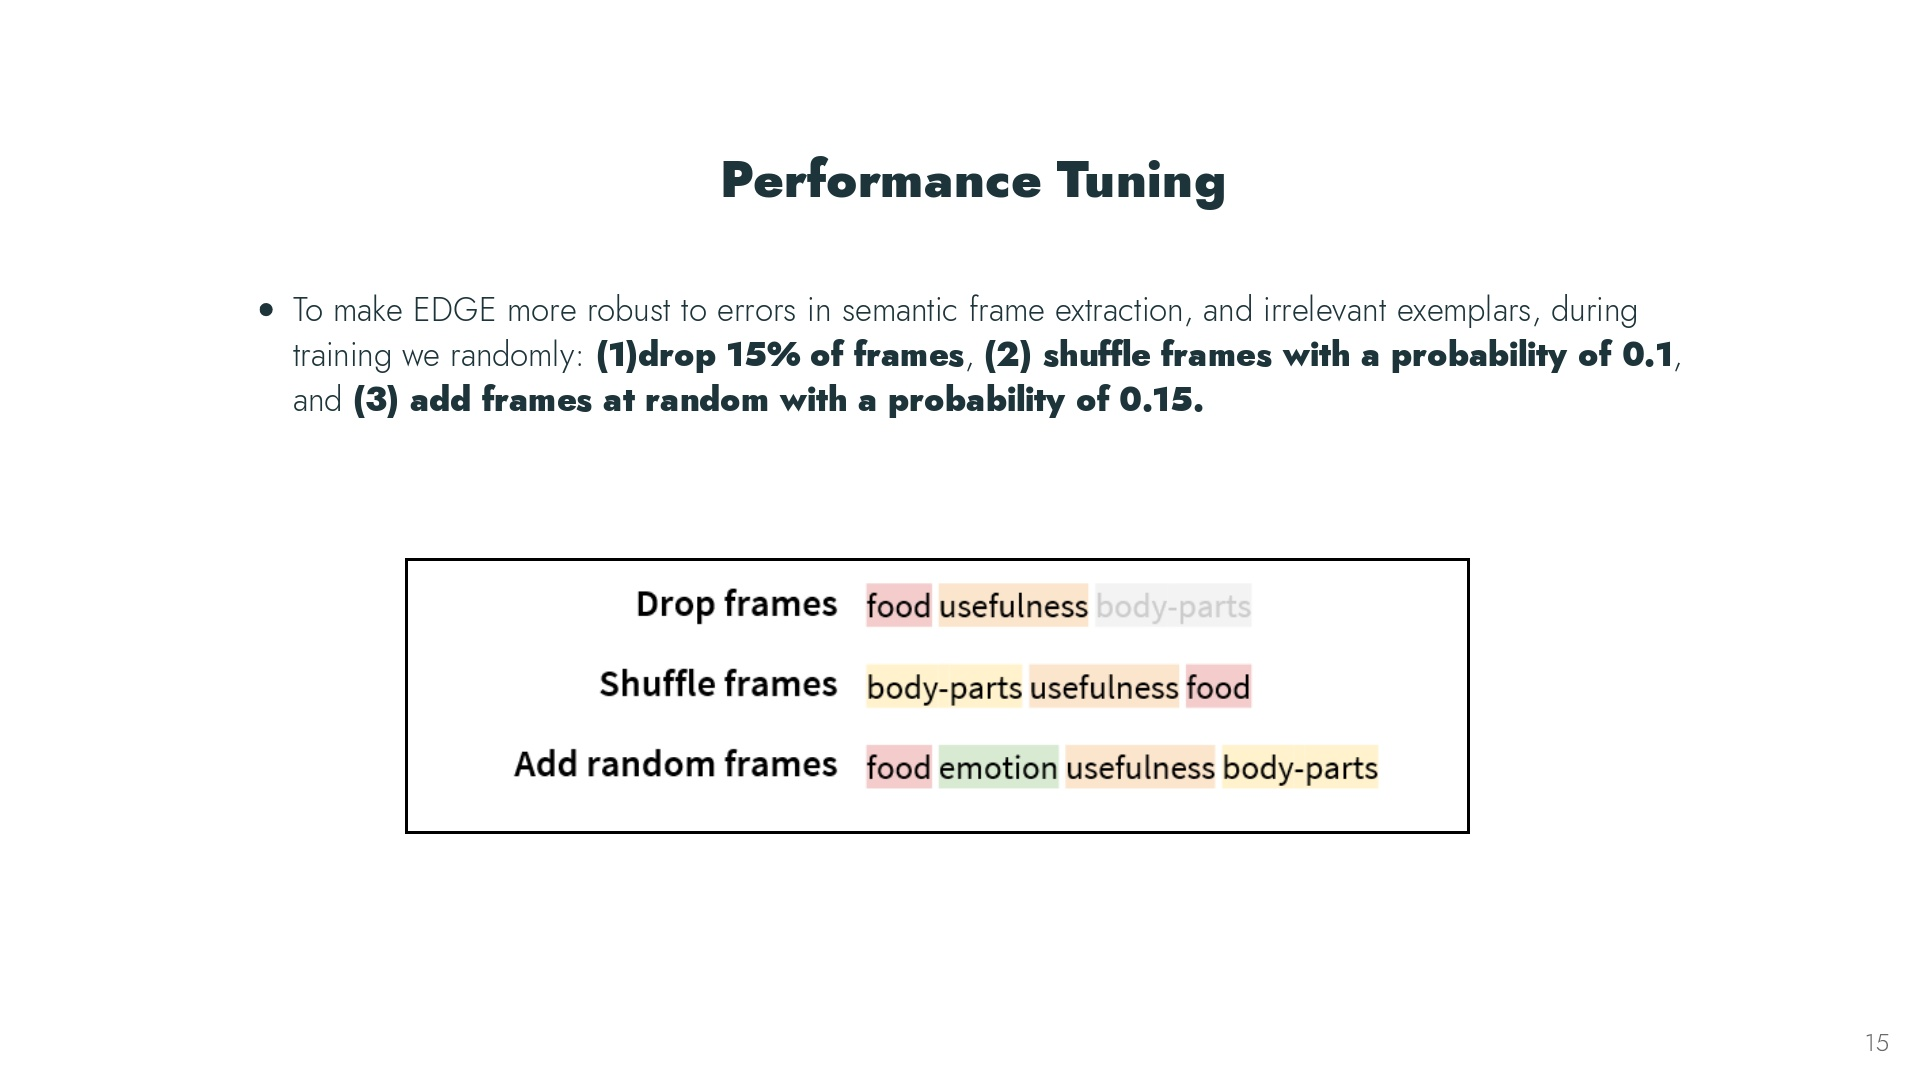 Performance Tuning
● To make EDGE more robust to errors in semantic frame extraction, and irrelevant exemplars, during
training we randomly: (1)drop 15% of frames, (2) shuffle frames with a probability of 0.1,
and (3) add frames at random with a probability of 0.15.
Drop frames food usefulness body-parts
Shuffle frames body-parts usefulness food
Add random frames food emotion usefulness body-parts
15